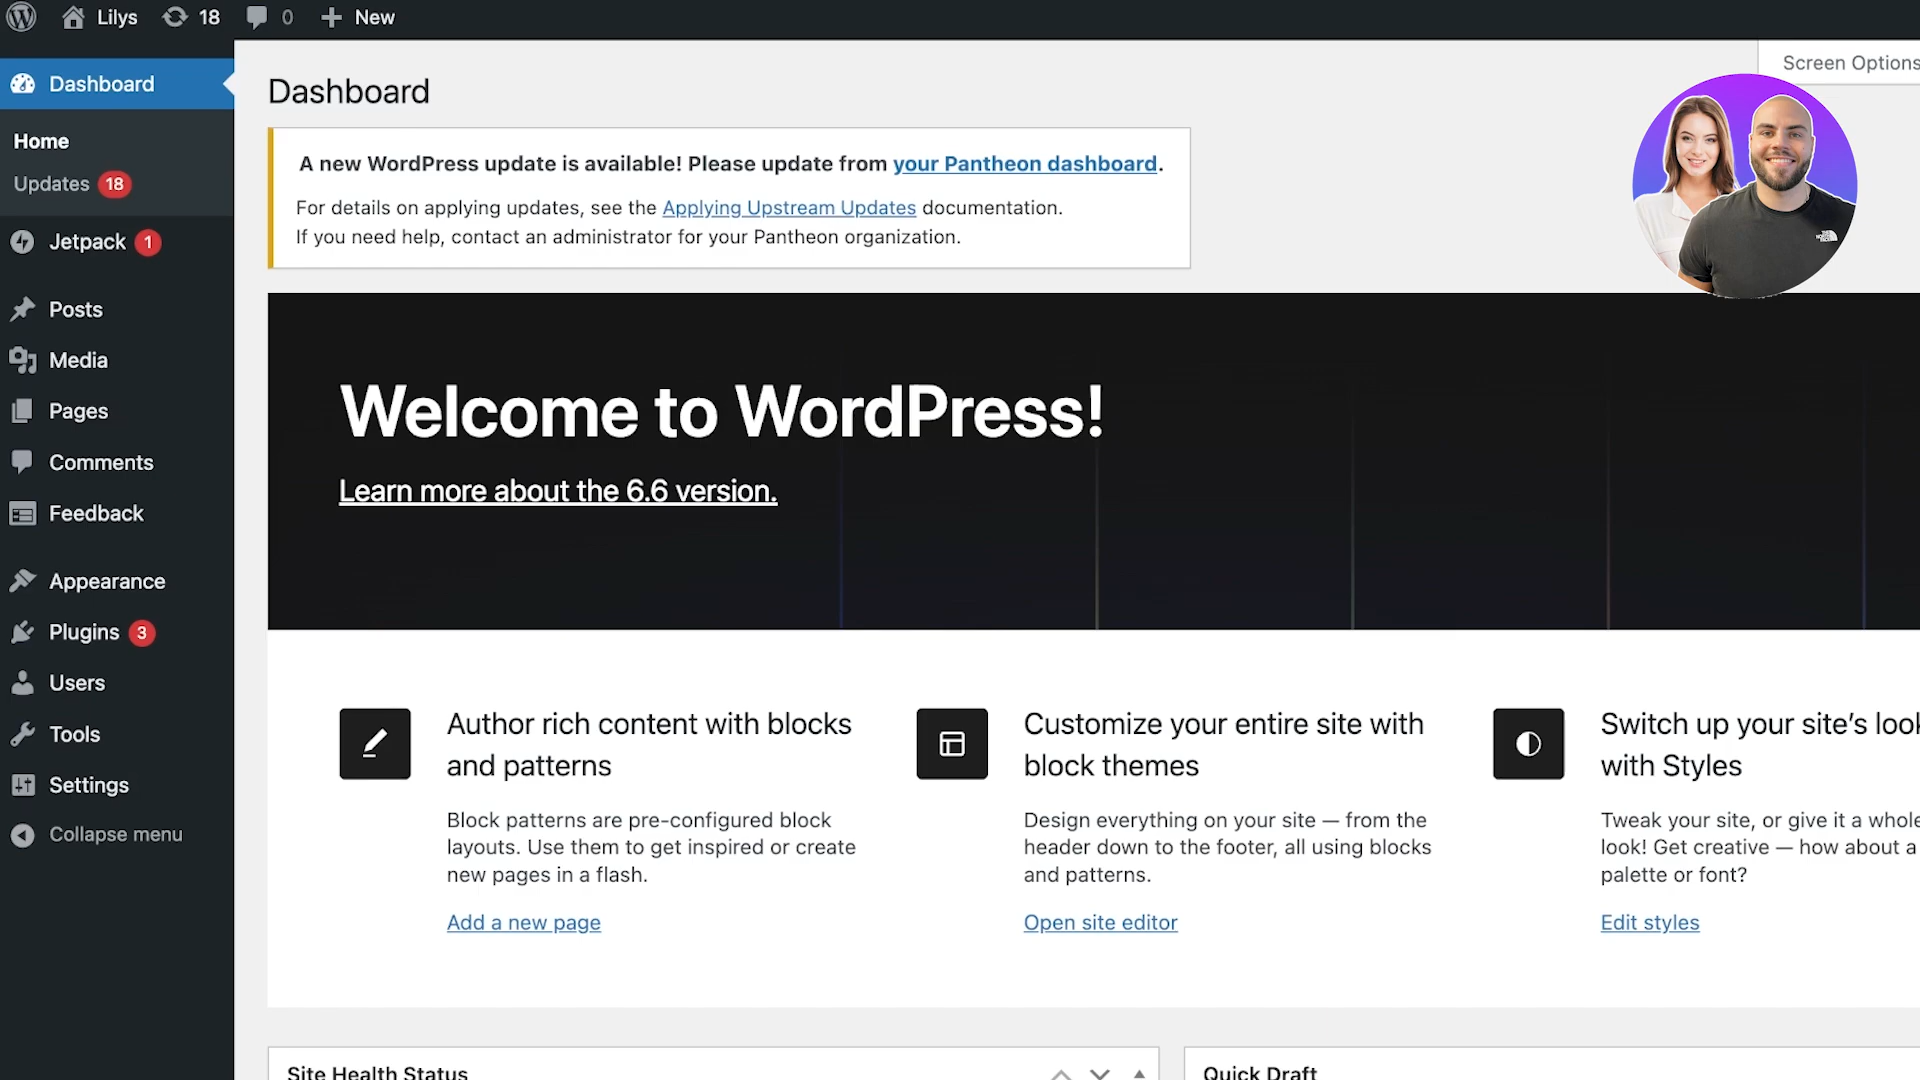 Lilys
18
0
New
Screen Options
Dashboard
Home
Updates 18
Jetpack 1
Posts
Media
Pages
Comments
Feedback
Appearance
Plugins 3
Users
Tools
Settings
Collapse menu
Dashboard
A new WordPress update is available! Please update from your Pantheon dashboard.
For details on applying updates, see the Applying Upstream Updates documentation.
If you need help, contact an administrator for your Pantheon organization.
Welcome to WordPress!
Learn more about the 6.6 version.
Author rich content with blocks
and patterns
Block patterns are pre-configured block
layouts. Use them to get inspired or create
new pages in a flash.
Add a new page
Customize your entire site with
block themes
Design everything on your site — from the
header down to the footer, all using blocks
and patterns.
Open site editor
Switch up your site’s look
with Styles
Tweak your site, or give it a whole
look! Get creative — how about a
palette or font?
Edit styles
Site Health Status
Quick Draft